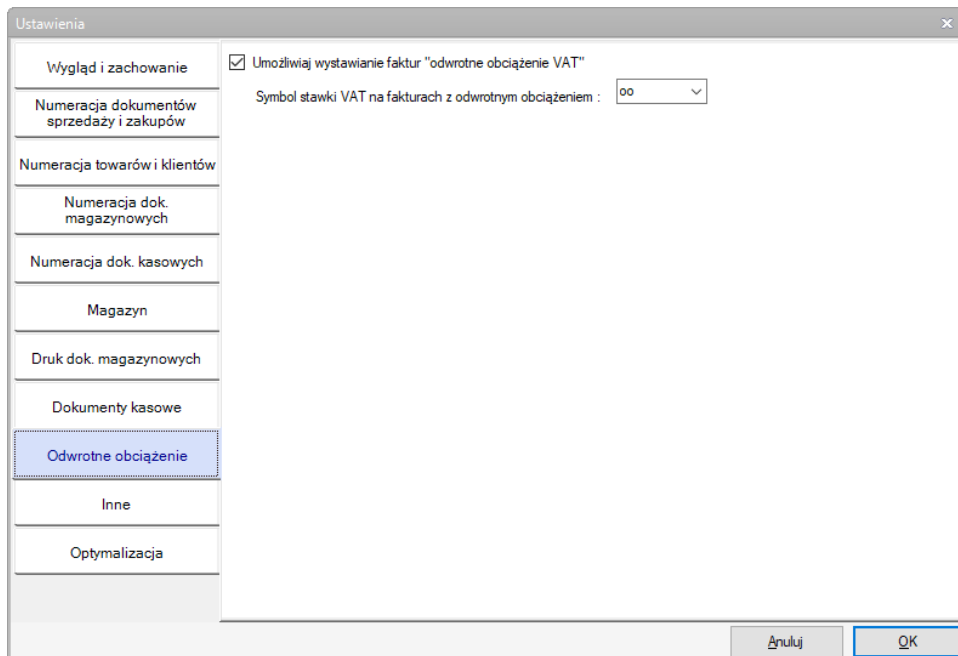 Ustawienia
Wygląd i zachowanie
Numeracja dokumentów
sprzedaży i zakupów
Numeracja towarów i klientów
Numeracja dok.
magazynowych
Numeracja dok. kasowych
Magazyn
Druk dok. magazynowych
Dokumenty kasowe
Odwrotne obciążenie
Inne
Optymalizacja
Umożliwiaj wystawianie faktur "odwrotne obciążenie VAT"
Symbol stawki VAT na fakturach z odwrotnym obciążeniem : oo
Anuluj OK